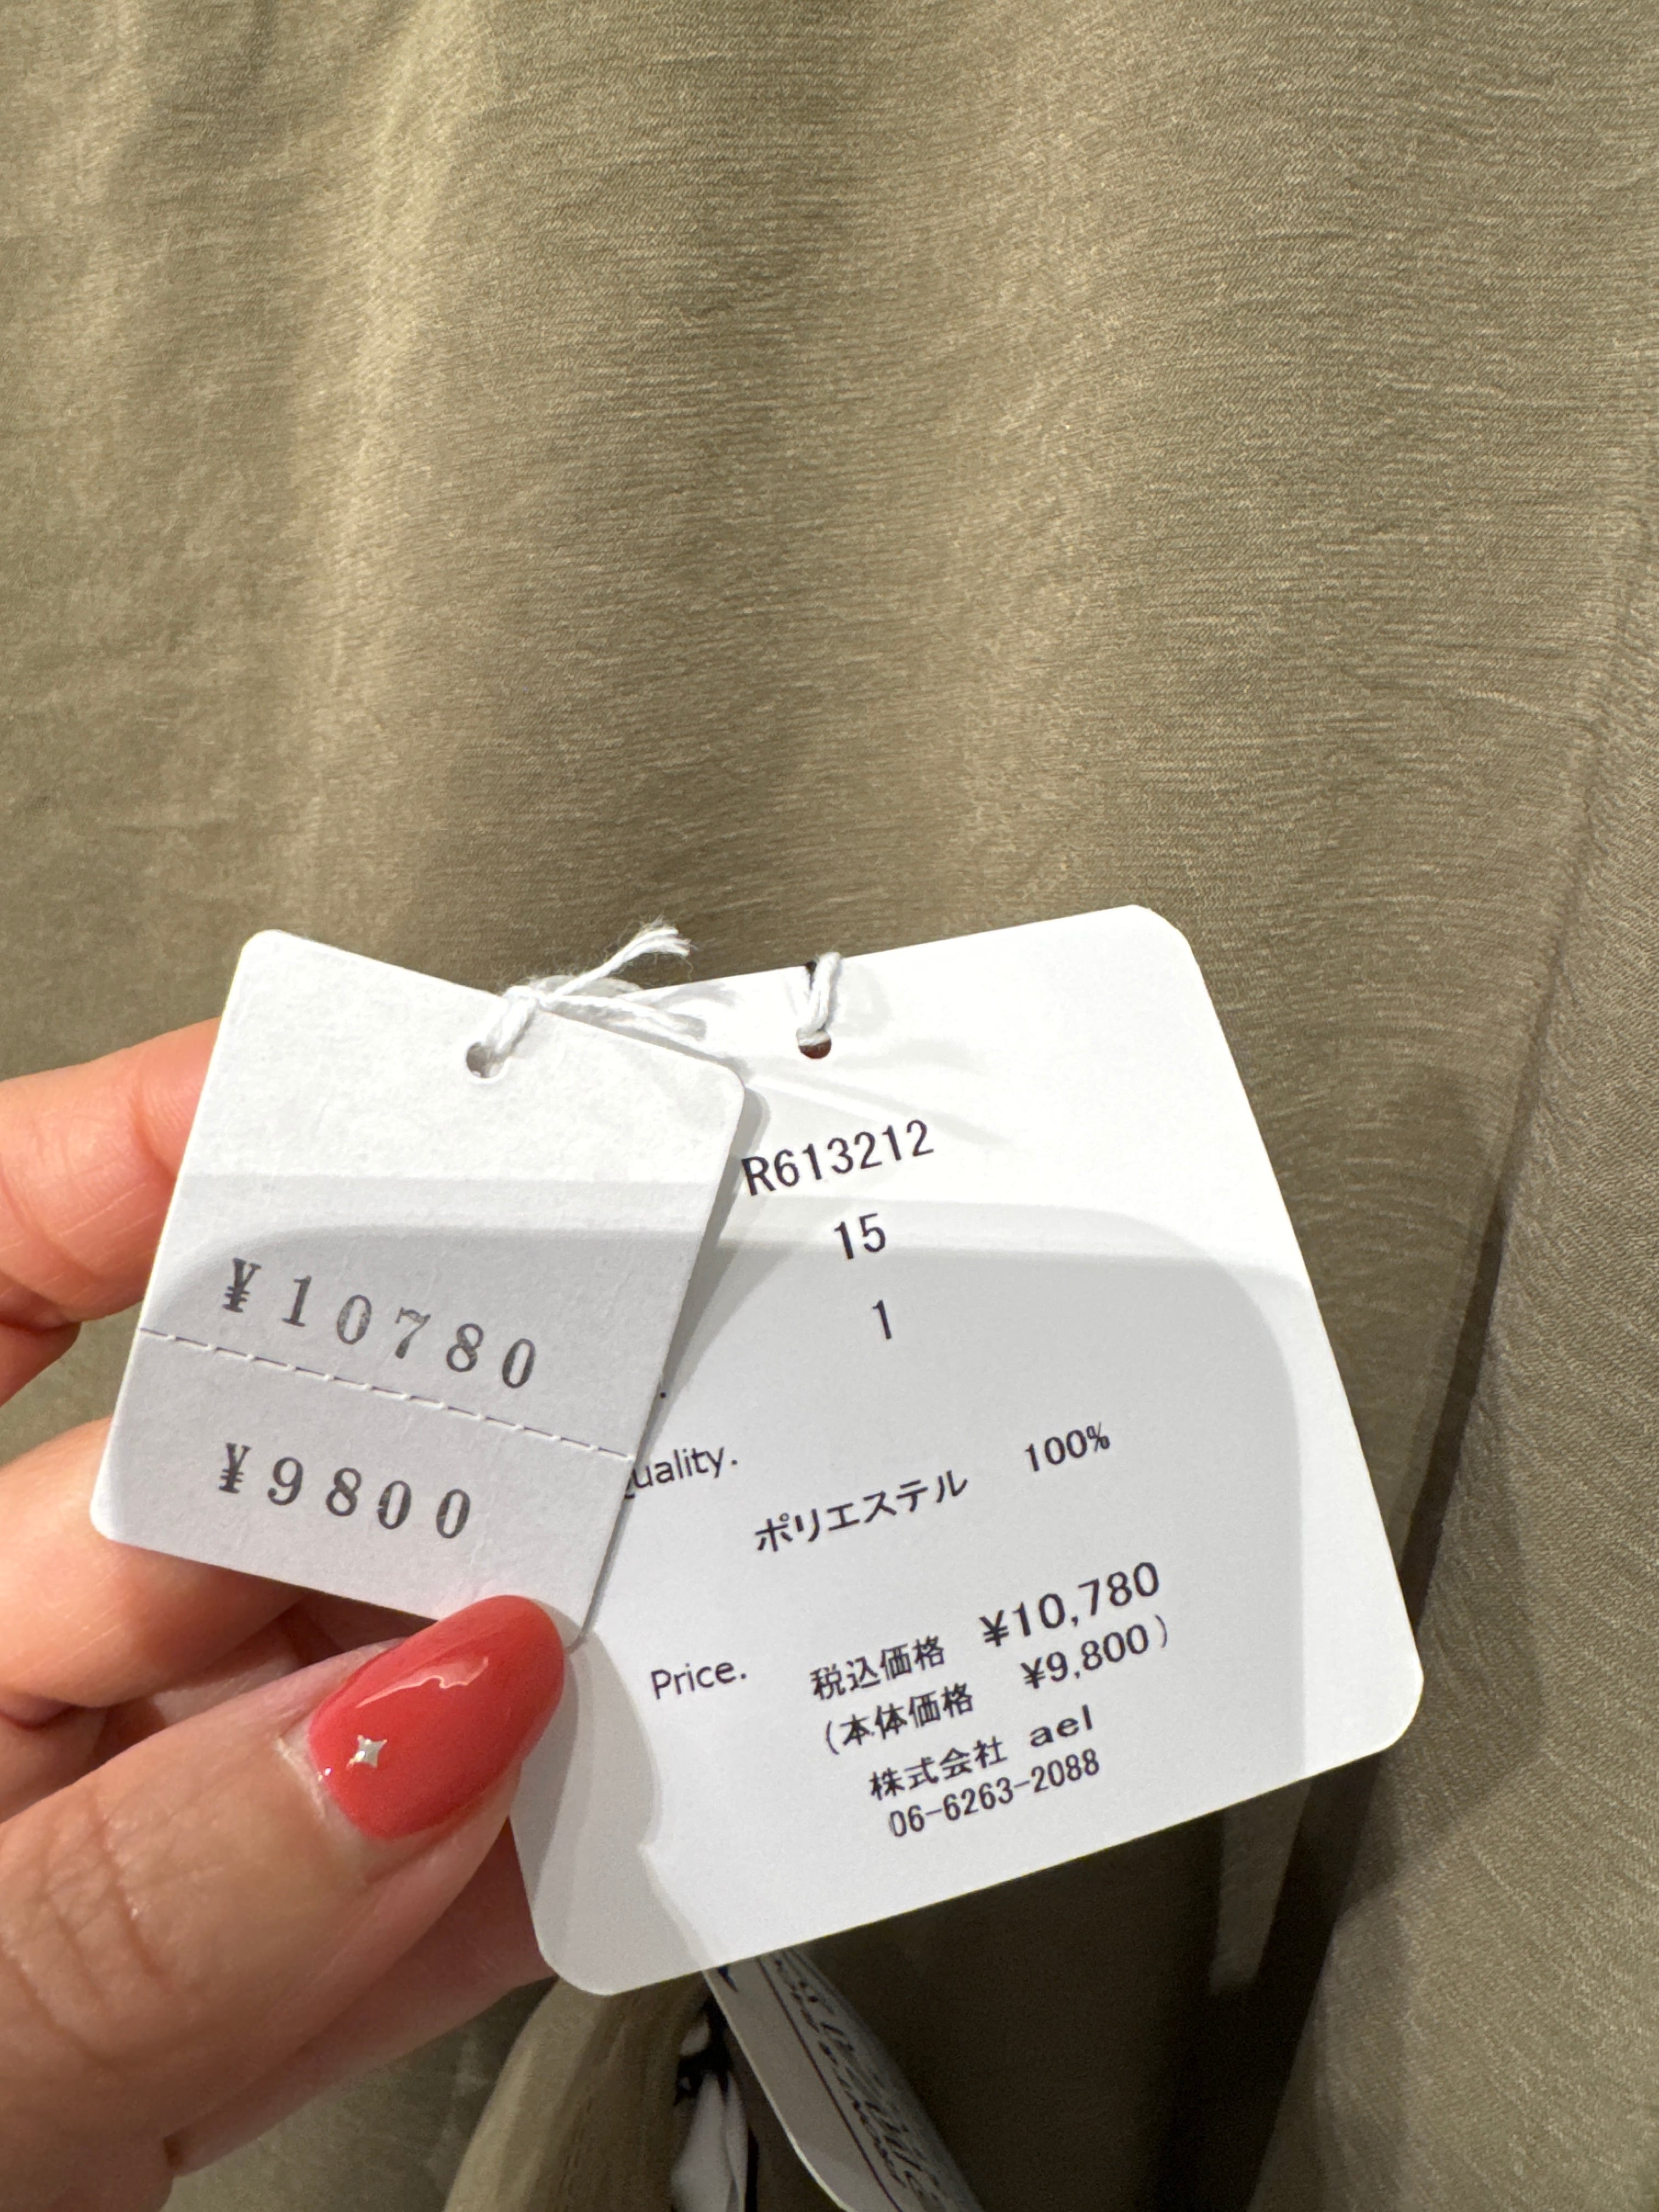 ¥10780
¥9800
R613212
15
1
uality.
ポリエステル 100%
Price. 税込価格 ¥10,780
(本体価格 ¥9,800)
株式会社 ael
06-6263-2088